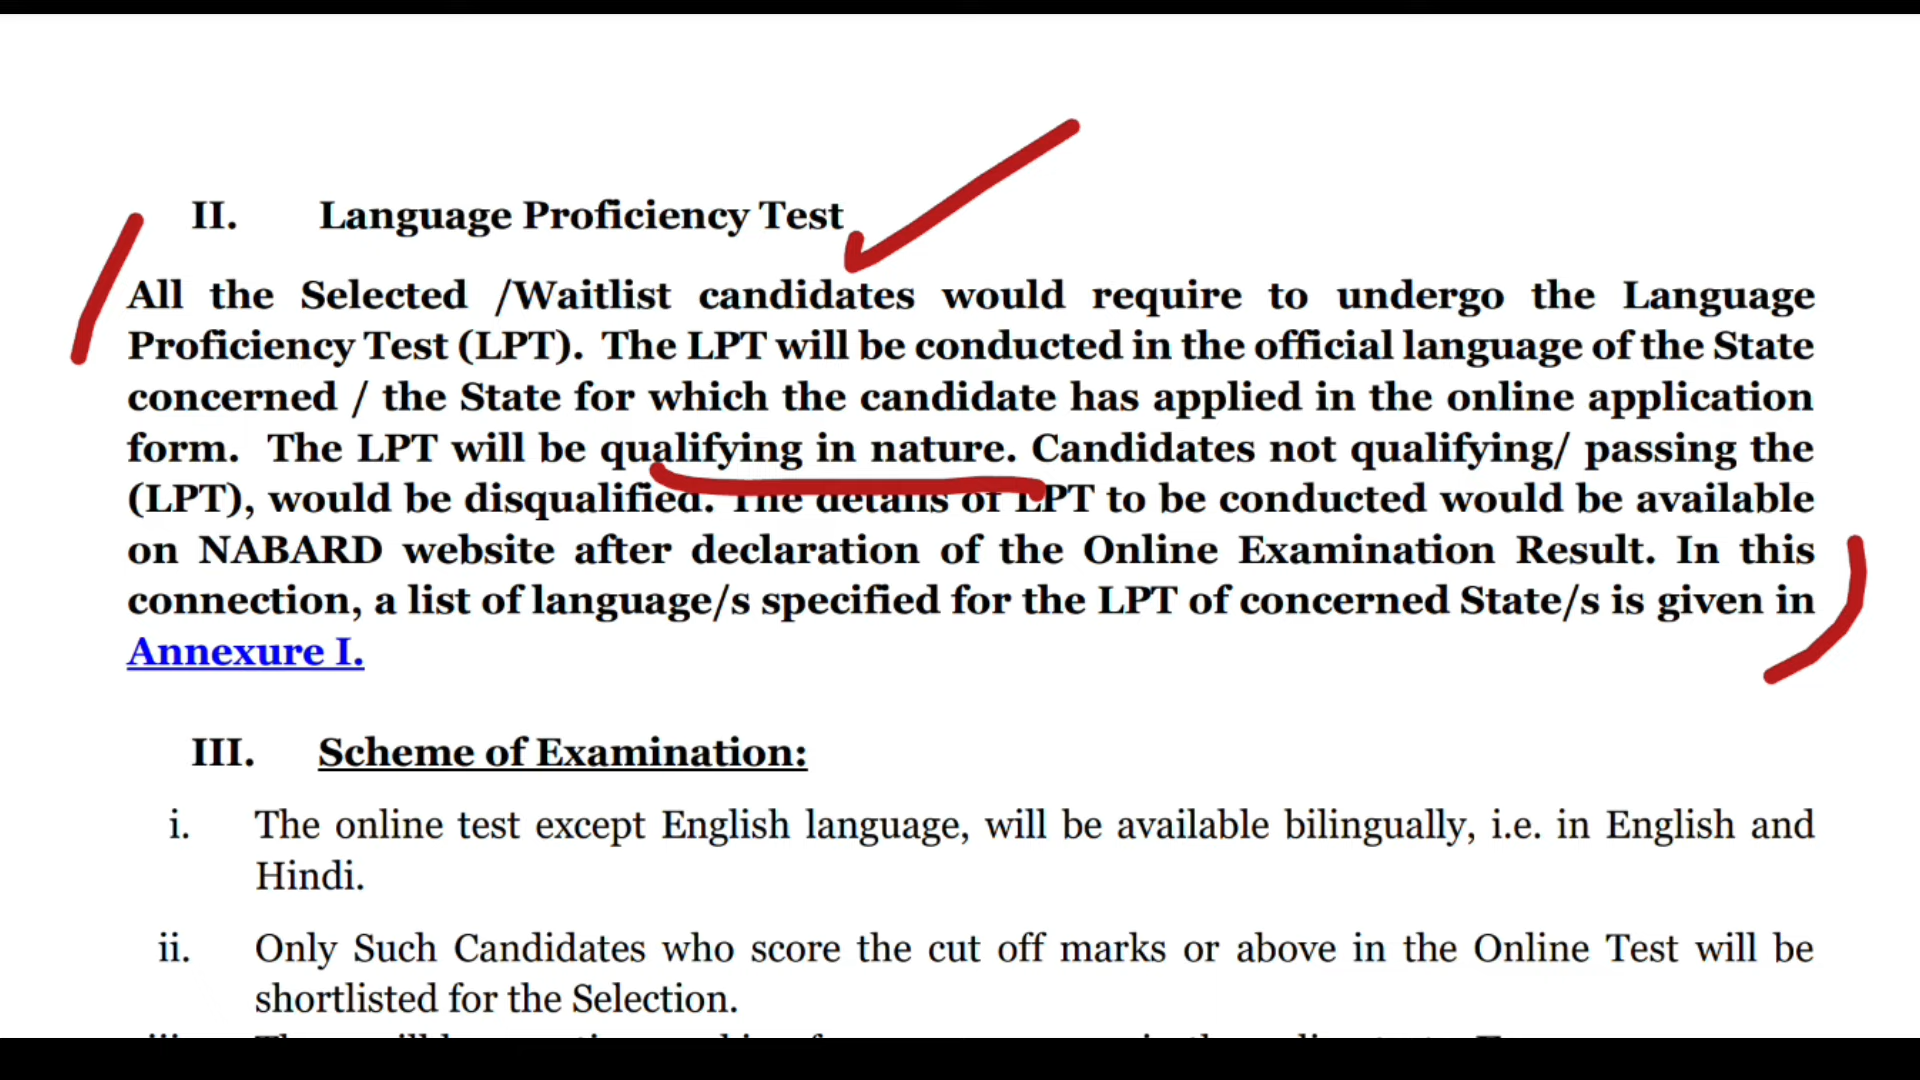 II. Language Proficiency Test
All the Selected /Waitlist candidates would require to undergo the Language
Proficiency Test (LPT). The LPT will be conducted in the official language of the State
concerned / the State for which the candidate has applied in the online application
form. The LPT will be qualifying in nature. Candidates not qualifying/ passing the
(LPT), would be disqualified. The details of LPT to be conducted would be available
on NABARD website after declaration of the Online Examination Result. In this
connection, a list of language/s specified for the LPT of concerned State/s is given in
Annexure I.
III. Scheme of Examination:
i. The online test except English language, will be available bilingually, i.e. in English and
Hindi.
ii. Only Such Candidates who score the cut off marks or above in the Online Test will be
shortlisted for the Selection.